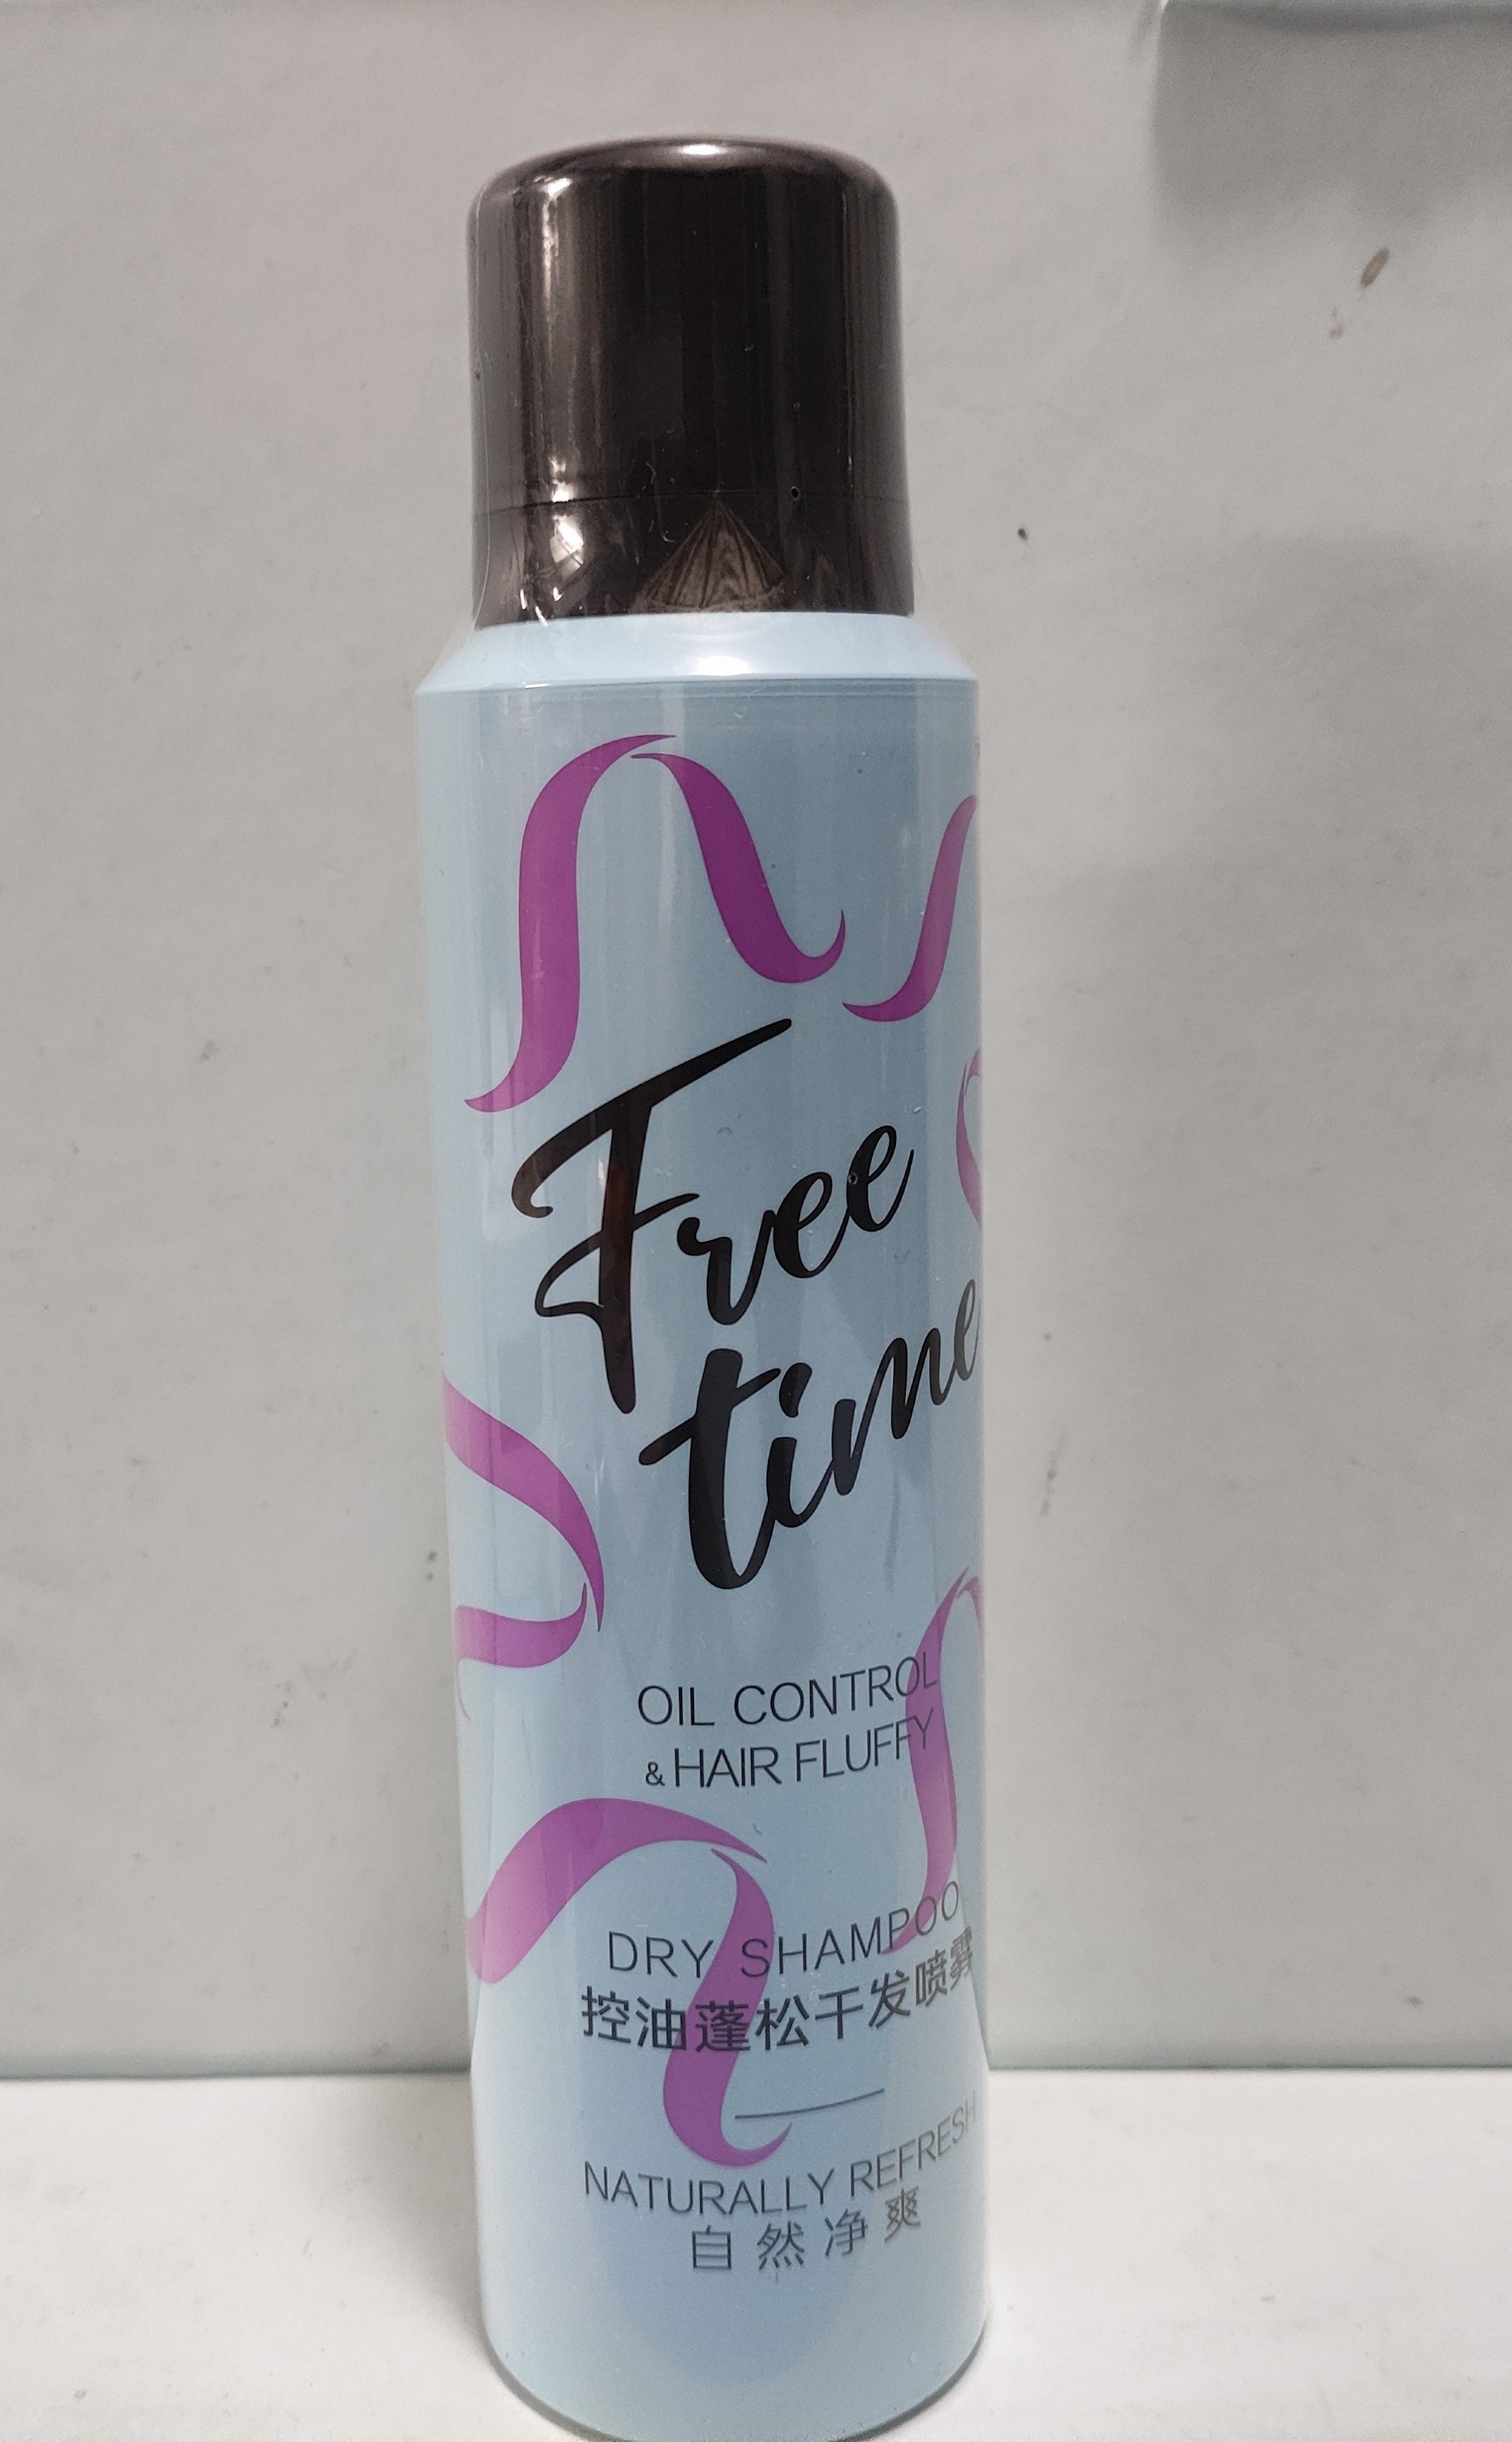 Free
time
OIL CONTROL
& HAIR FLUFFY
DRY SHAMPOO
控油蓬松干发喷雾
NATURALLY REFRESH
自然净爽